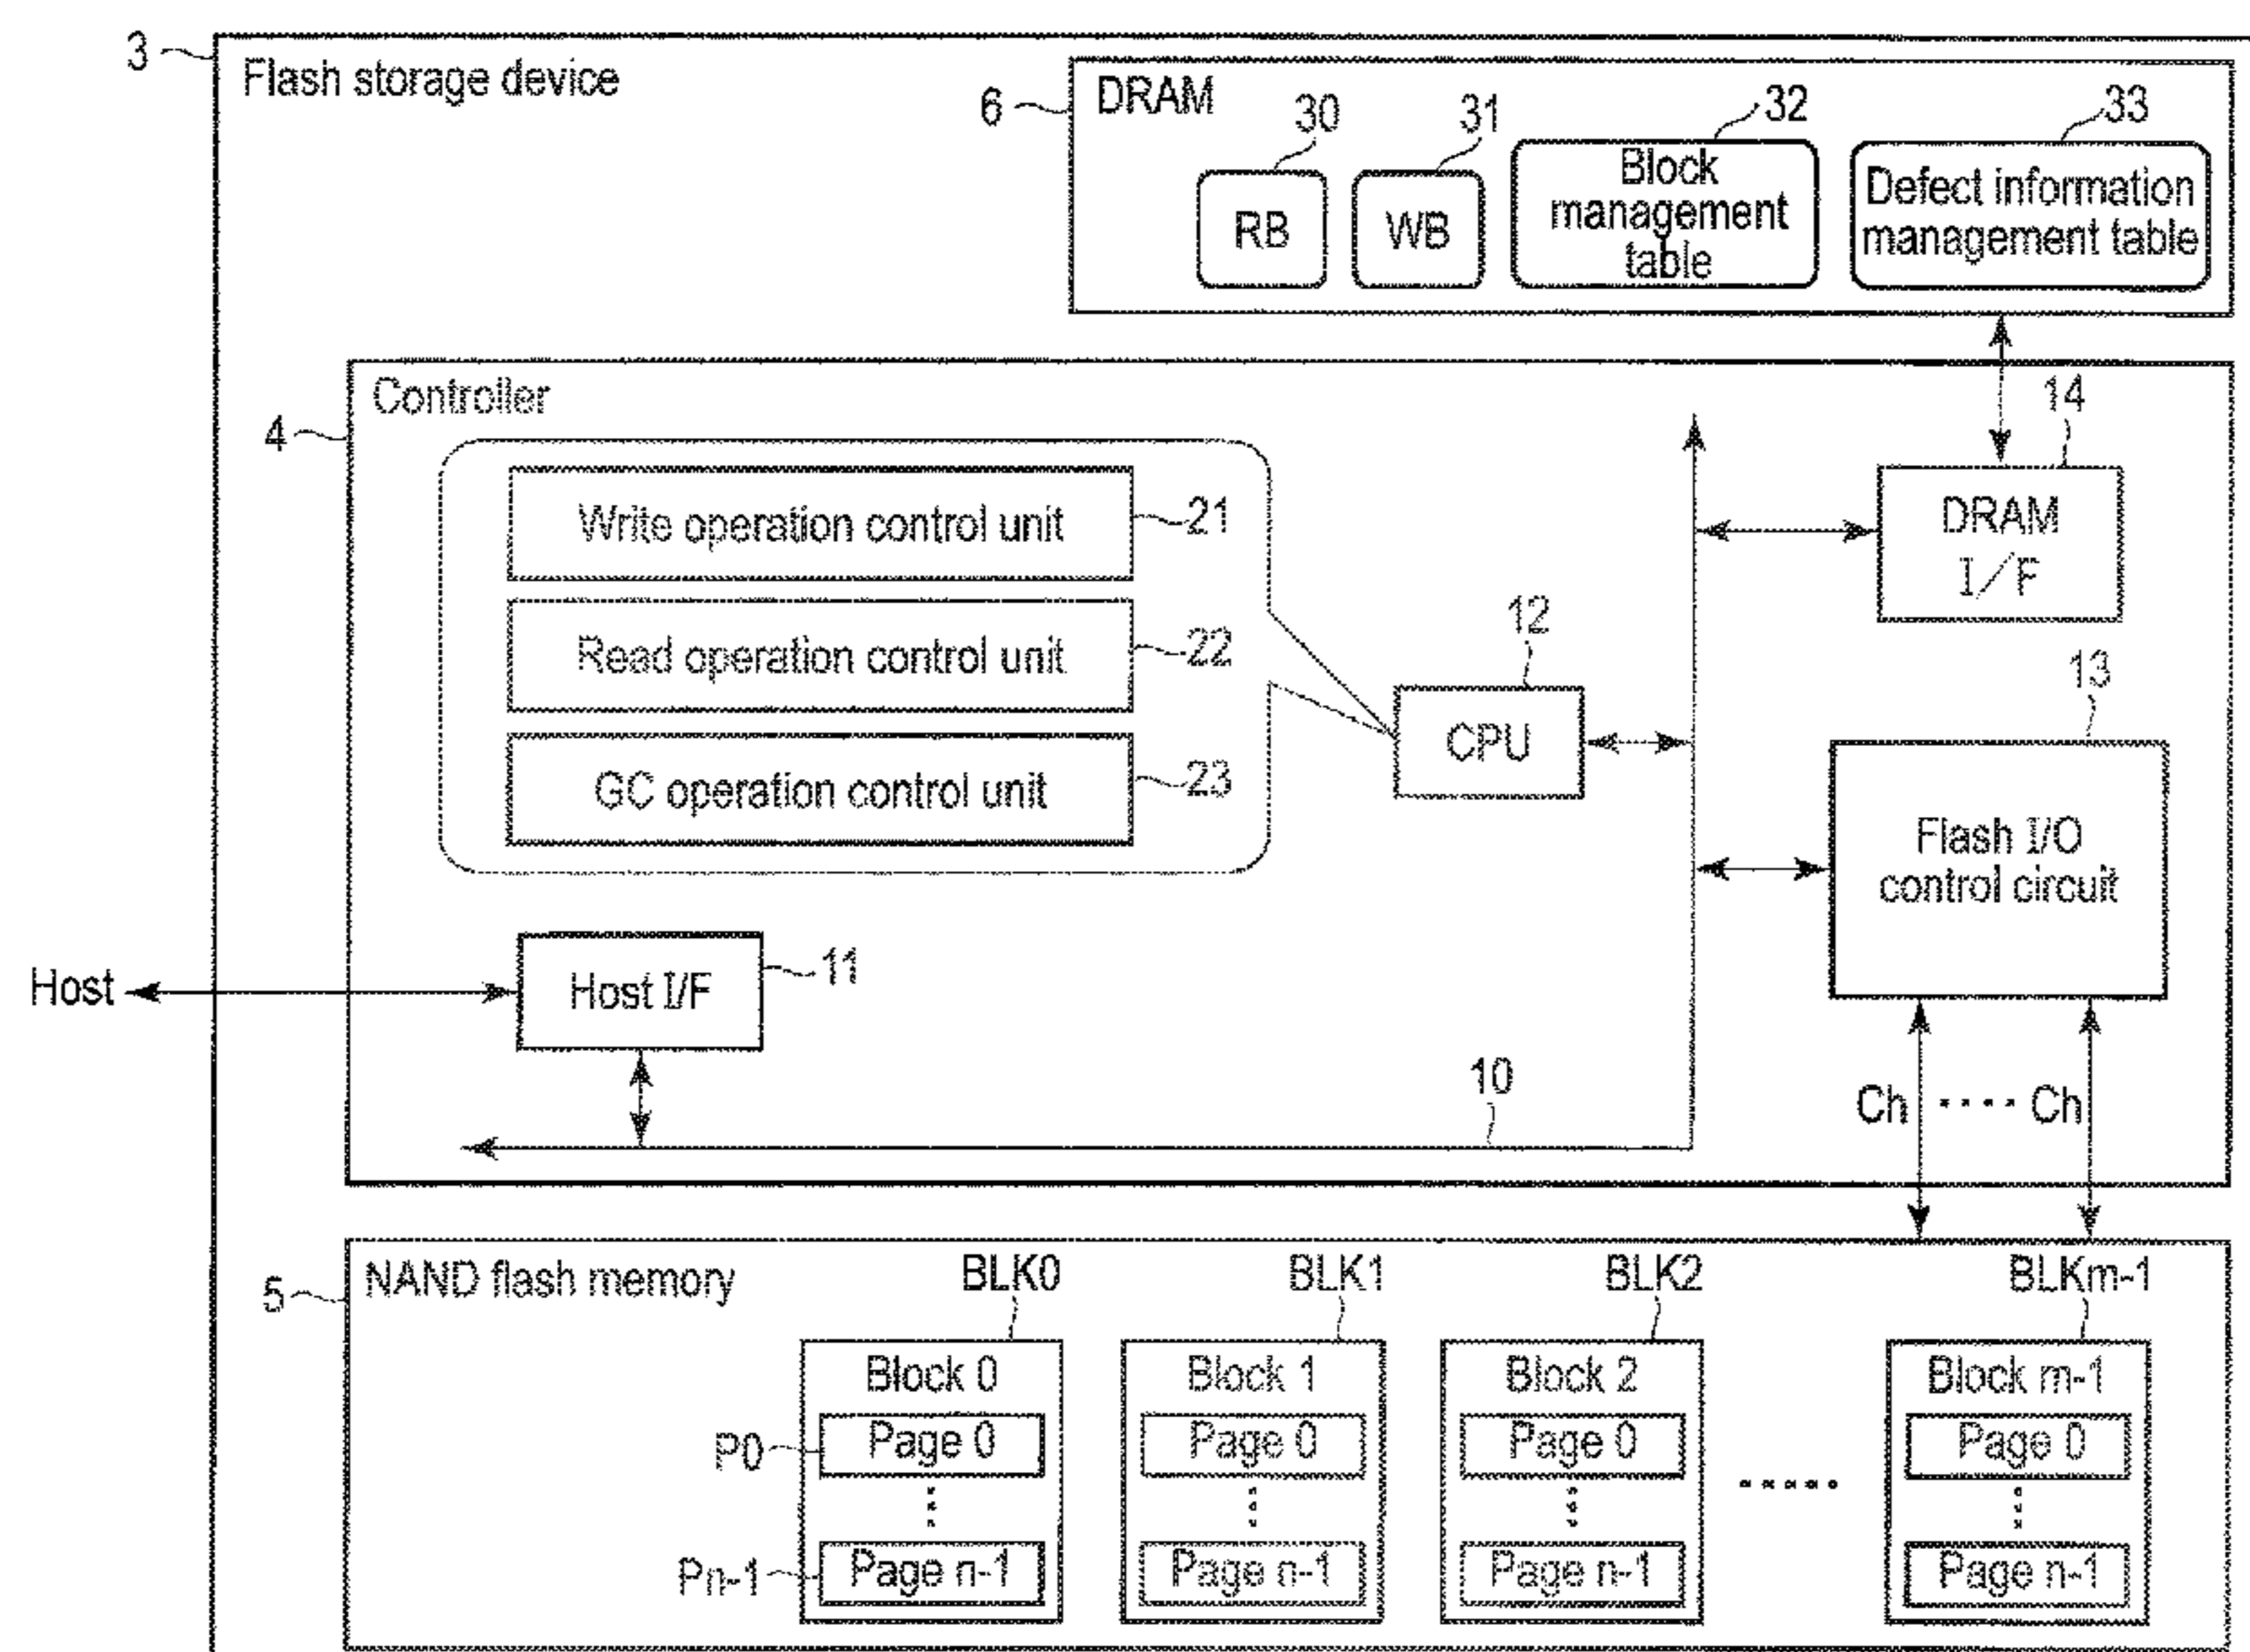 3
Flash storage device
6
DRAM
30
31
32
33
RB
WB
Block
management
table
Defect information
management table
4
Controller
14
Write operation control unit
21
DRAM
I/F
Read operation control unit
22
12
13
CPU
GC operation control unit
23
Flash I/O
control circuit
Host
Host I/F
11
10
Ch
Ch
5
NAND flash memory
BLK0
BLK1
BLK2
BLKm-1
Block 0
Block 1
Block 2
Block m-1
P0
Page 0
Page 0
Page 0
Page 0
Pn-1
Page n-1
Page n-1
Page n-1
Page n-1